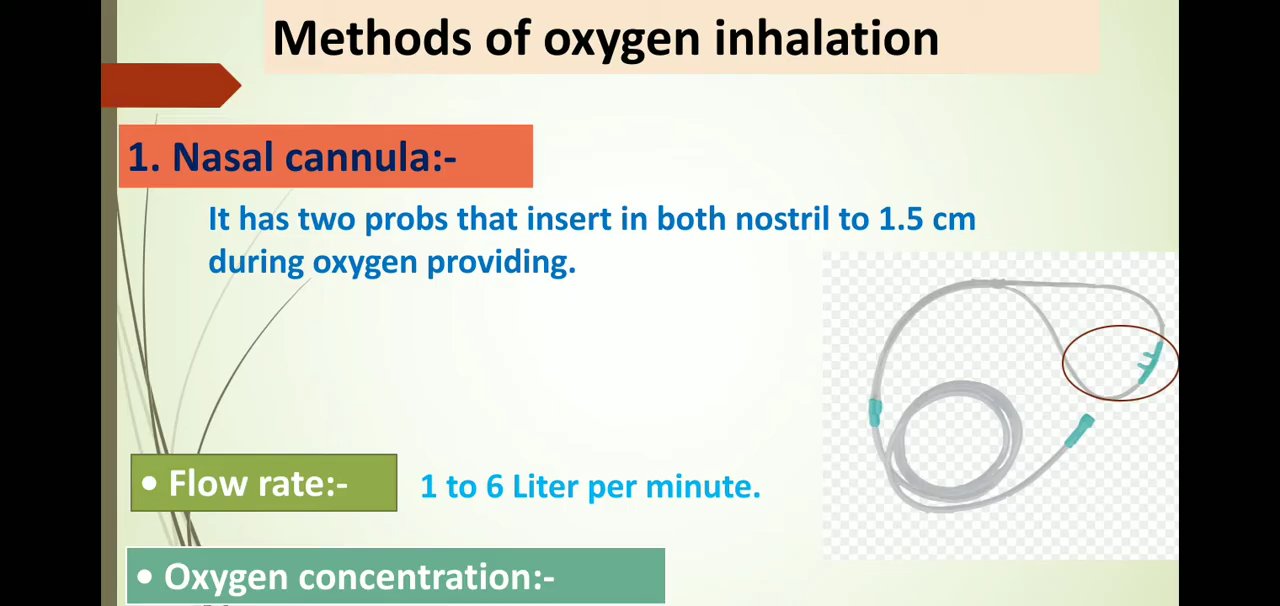 Methods of oxygen inhalation
1. Nasal cannula:-
It has two probs that insert in both nostril to 1.5 cm
during oxygen providing.
• Flow rate:-
1 to 6 Liter per minute.
• Oxygen concentration:-